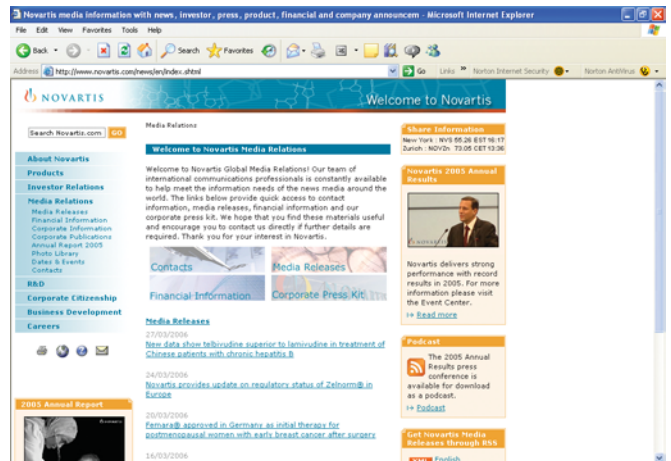 Novartis media information with news, investor, press, product, financial and company announcem - Microsoft Internet Explorer
File Edit View Favorites Tools Help
Back Search Favorites
Address http://www.novartis.com/news/en/index.shtml Go Links » Norton Internet Security Norton AntiVirus
NOVARTIS
Welcome to Novartis
Search Novartis.com GO
About Novartis
Products
Investor Relations
Media Relations
Media Releases
Financial Information
Corporate Information
Corporate Publications
Annual Report 2005
Photo Library
Dates & Events
Contacts
R&D
Corporate Citizenship
Business Development
Careers
2005 Annual Report
NOVARTIS
Media Relations
Welcome to Novartis Media Relations
Welcome to Novartis Global Media Relations! Our team of
international communications professionals is constantly available
to help meet the information needs of the news media around the
world. The links below provide quick access to contact
information, media releases, financial information and our
corporate press kit. We hope that you find these materials useful
and encourage you to contact us directly if further details are
required. Thank you for your interest in Novartis.
Contacts
Media Releases
Financial Information
Corporate Press Kit
Media Releases
27/03/2006
New data show telbivudine superior to lamivudine in treatment of
Chinese patients with chronic hepatitis B
24/03/2006
Novartis provides update on regulatory status of Zelnorm® in
Europe
20/03/2006
Femara® approved in Germany as initial therapy for
postmenopausal women with early breast cancer after surgery
16/03/2006
Share Information
New York : NVS 55.26 EST 16:17
Zurich : NOVZn 73.05 CET 13:36
Novartis 2005 Annual
Results
NOVARTIS
Novartis delivers strong
performance with record
results in 2005. For more
information please visit
the Event Center.
Read more
Podcast
The 2005 Annual
Results press
conference is
available for download
as a podcast.
Podcast
Get Novartis Media
Releases through RSS
XML English